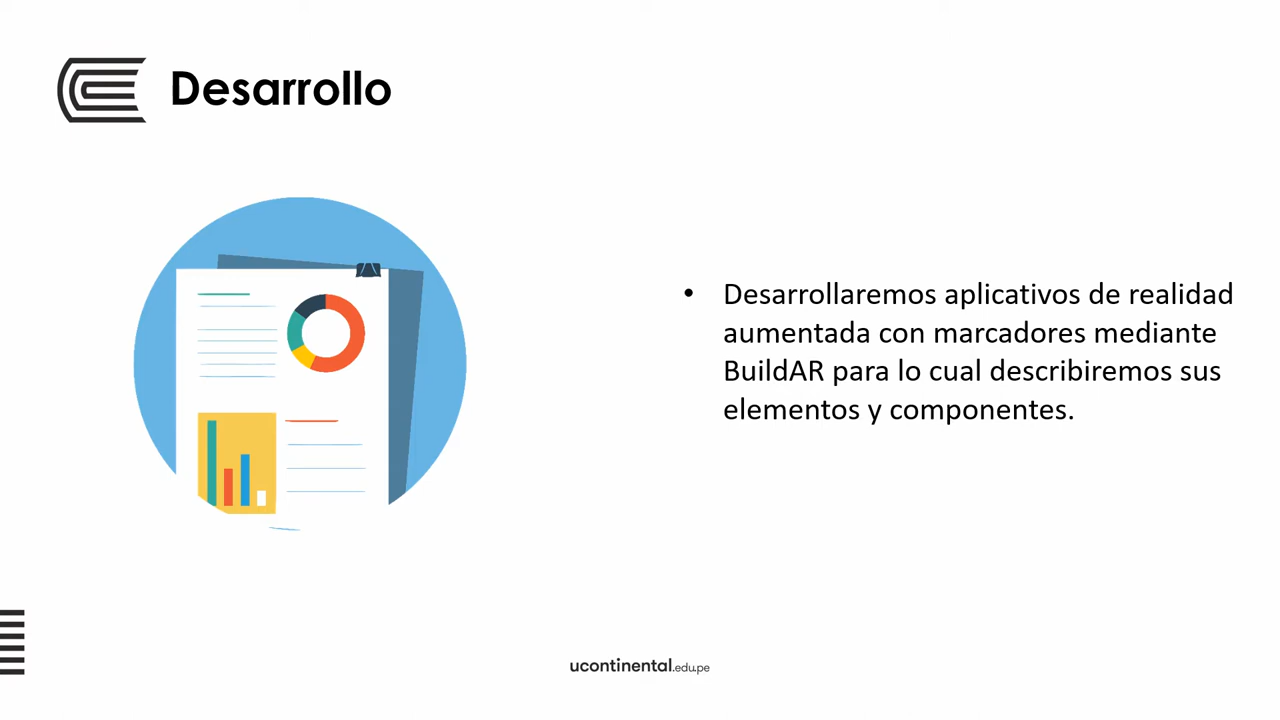 Desarrollo
• Desarrollaremos aplicativos de realidad
aumentada con marcadores mediante
BuildAR para lo cual describiremos sus
elementos y componentes.
ucontinental.edu.pe